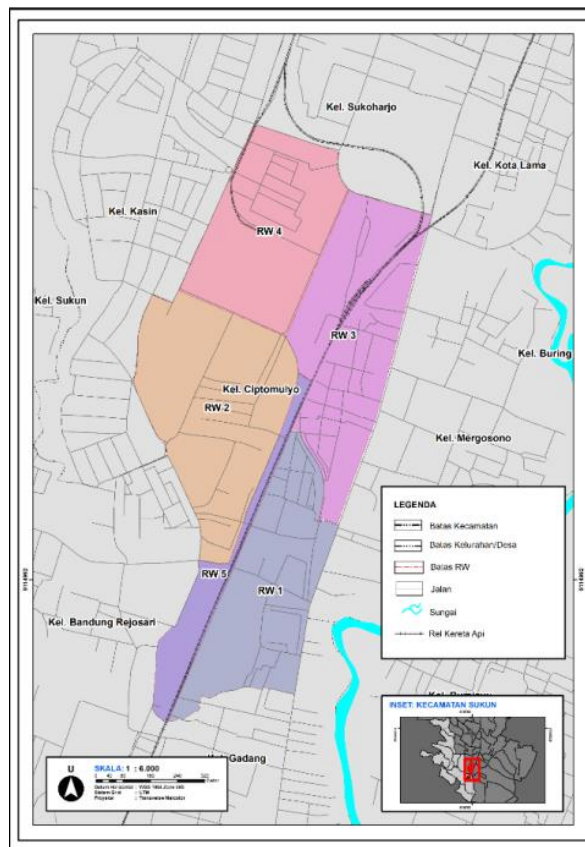 Kel. Sukoharjo
Kel. Kota Lama
Kel. Kasin
RW 4
Kel. Sukun
RW 3
Kel. Buring
Kel. Ciptomulyo
RW 2
Kel. Mergosono
LEGENDA
Batas Kecamatan
Batas Kelurahan/Desa
Batas RW
Jalan
Sungai
Rel Kereta Api
RW 5
RW 1
Kel. Bandung Rejosari
INSET: KECAMATAN SUKUN
Gadang
U
SKALA: 1 : 6.000